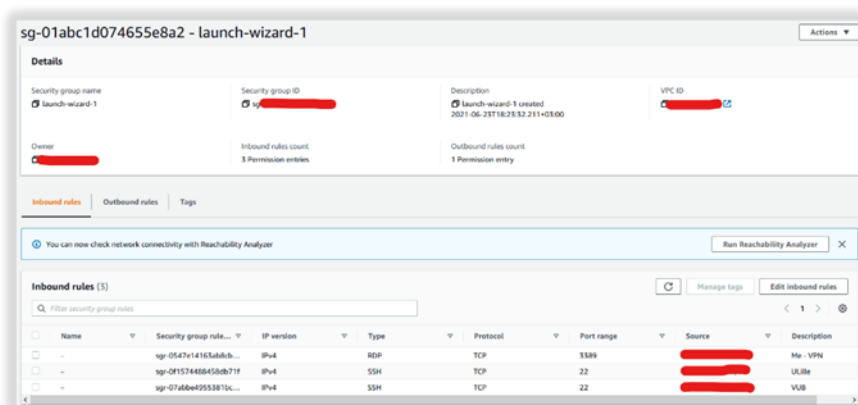 sg-01abc1d074655e8a2 - launch-wizard-1
Actions
Details
Security group name
launch-wizard-1
Security group ID
Description
launch-wizard-1 created
2021-06-23T18:23:32.211+03:00
VPC ID
Owner
Inbound rules count
3 Permission entries
Outbound rules count
1 Permission entry
Inbound rules Outbound rules Tags
You can now check network connectivity with Reachability Analyzer Run Reachability Analyzer
Inbound rules (3) Manage tags Edit inbound rules
Filter security group rules 1
Name Security group rule... IP version Type Protocol Port range Source Description
– IPv4 RDP TCP 3389 Me - VPN
– sgr-0f1574488458db71f IPv4 SSH TCP 22 ULille
– IPv4 SSH TCP 22 VUB